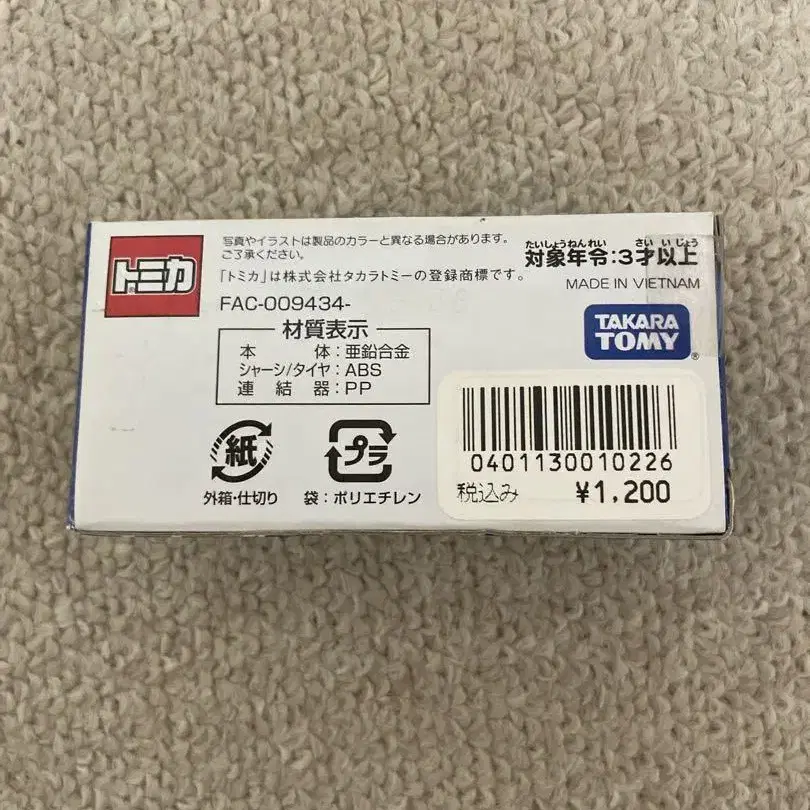 トミカ
写真やイラストは製品のカラーと異なる場合があります。
ご了承ください。
「トミカ」は株式会社タカラトミーの登録商標です。
FAC-009434-
材質表示
本体：亜鉛合金
シャーシ/タイヤ：ABS
連結器：PP
紙
外箱・仕切り
プラ
袋：ポリエチレン
たいしょうねんれい さいいじょう
対象年令：3才以上
MADE IN VIETNAM
TAKARA
TOMY
®
0401130010226
税込み ¥1,200